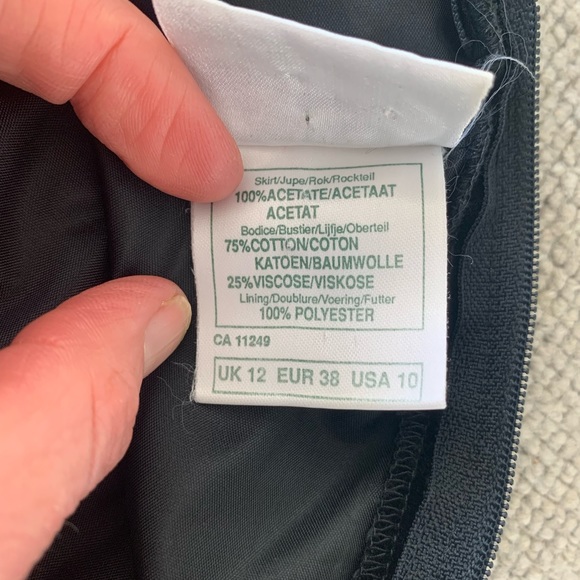 Skirt/Jupe/Rok/Rockteil
100%ACETATE/ACETAAT
ACETAT
Bodice/Bustier/Lijfje/Oberteil
75%COTTON/COTON
KATOEN/BAUMWOLLE
25%VISCOSE/VISKOSE
Lining/Doublure/Voering/Futter
100% POLYESTER
CA 11249
UK 12 EUR 38 USA 10